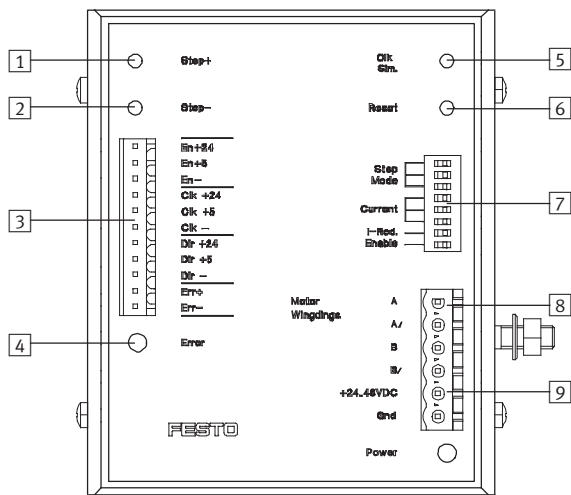 1
Step+
Clk
Sim.
5
2
Step-
Reset
6
En+24
En+5
En-
Clk +24
Clk +5
Clk -
Dir +24
Dir +5
Dir -
Err+
Err-
3
Step
Mode
Current
I-Red.
Enable
7
4
Error
Motor
Wingdings
A
A/
B
B/
+24..48VDC
Gnd
8
9
FESTO
Power